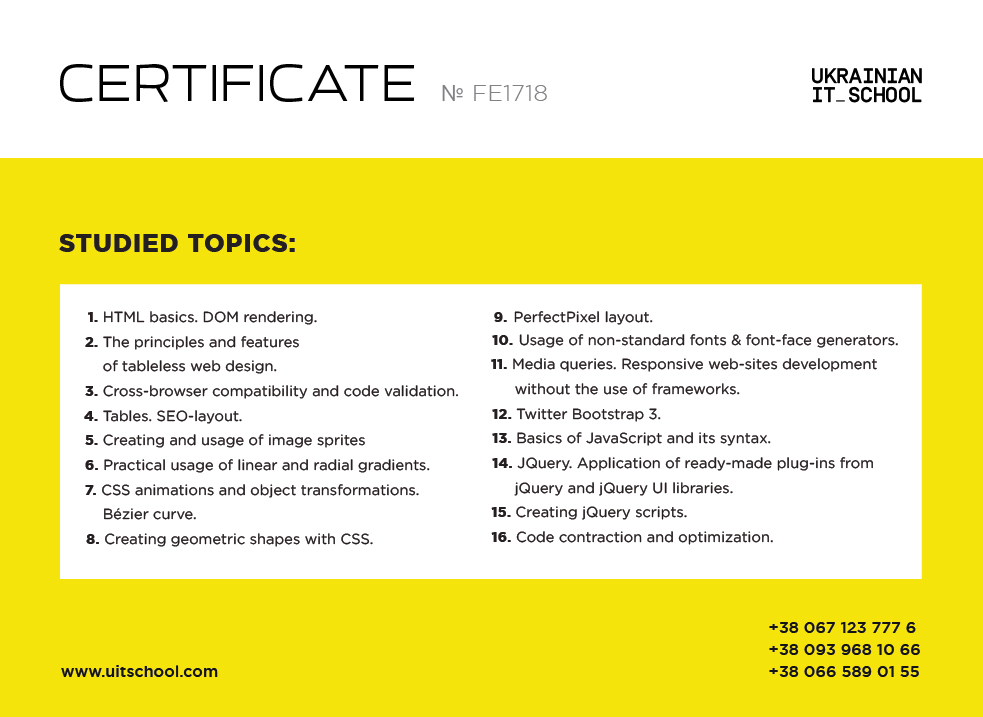 CERTIFICATE № FE1718
UKRAINIAN
IT_SCHOOL
STUDIED TOPICS:
1. HTML basics. DOM rendering.
2. The principles and features
of tableless web design.
3. Cross-browser compatibility and code validation.
4. Tables. SEO-layout.
5. Creating and usage of image sprites
6. Practical usage of linear and radial gradients.
7. CSS animations and object transformations.
Bézier curve.
8. Creating geometric shapes with CSS.
9. PerfectPixel layout.
10. Usage of non-standard fonts & font-face generators.
11. Media queries. Responsive web-sites development
without the use of frameworks.
12. Twitter Bootstrap 3.
13. Basics of JavaScript and its syntax.
14. JQuery. Application of ready-made plug-ins from
jQuery and jQuery UI libraries.
15. Creating jQuery scripts.
16. Code contraction and optimization.
www.uitschool.com
+38 067 123 777 6
+38 093 968 10 66
+38 066 589 01 55